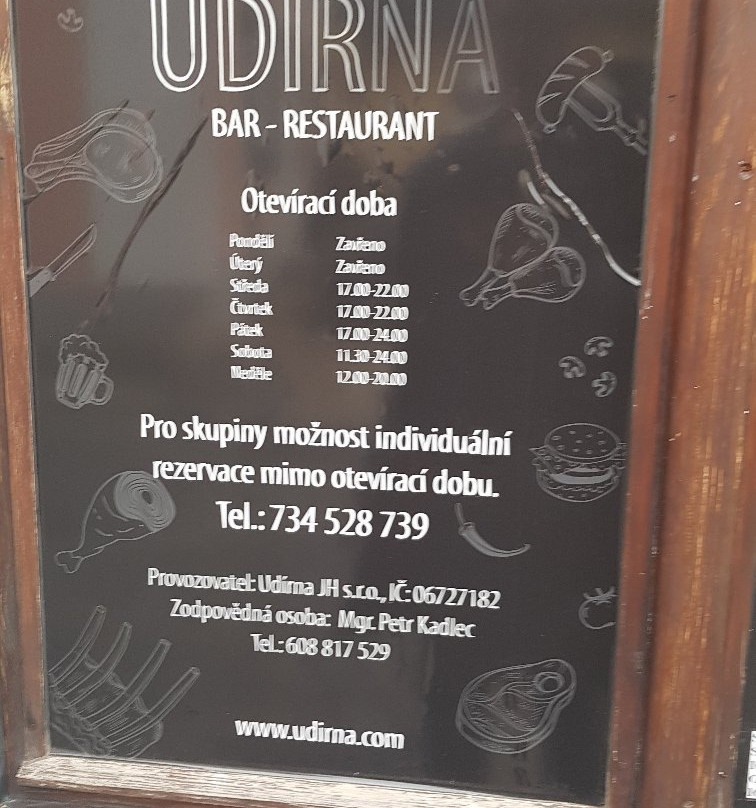 UDÍRNA
BAR - RESTAURANT
Otevírací doba
Pondělí Zavřeno
Úterý Zavřeno
Středa 17.00-22.00
Čtvrtek 17.00-22.00
Pátek 17.00-24.00
Sobota 11.30-24.00
Neděle 12.00-20.00
Pro skupiny možnost individuální
rezervace mimo otevírací dobu.
Tel.: 734 528 739
Provozovatel: Udírna JH s.r.o., IČ: 06727182
Zodpovědná osoba: Mgr. Petr Kadlec
Tel.: 608 817 529
www.udirna.com